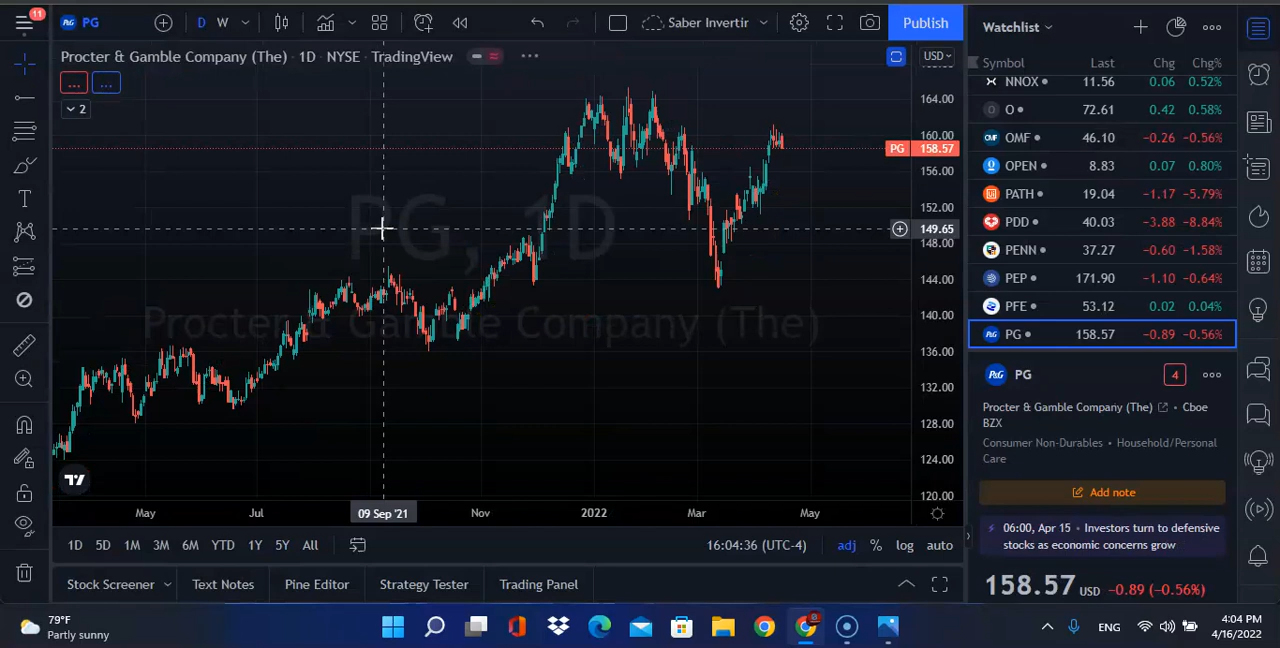 11
PG
D
W
Saber Invertir
Publish
Procter & Gamble Company (The) · 1D · NYSE · TradingView
...
...
2
USD
PG, 1D
Procter & Gamble Company (The)
164.00
160.00
PG 158.57
156.00
152.00
149.65
148.00
144.00
140.00
136.00
132.00
128.00
124.00
120.00
May
Jul
09 Sep '21
Nov
2022
Mar
May
1D 5D 1M 3M 6M YTD 1Y 5Y All
16:04:36 (UTC-4)
adj % log auto
Stock Screener
Text Notes
Pine Editor
Strategy Tester
Trading Panel
Watchlist
Symbol Last Chg Chg%
NNOX 11.56 0.06 0.52%
O 72.61 0.42 0.58%
OMF 46.10 −0.26 −0.56%
OPEN 8.83 0.07 0.80%
PATH 19.04 −1.17 −5.79%
PDD 40.03 −3.88 −8.84%
PENN 37.27 −0.60 −1.58%
PEP 171.90 −1.10 −0.64%
PFE 53.12 0.02 0.04%
P&G PG 158.57 −0.89 −0.56%
P&G PG
4
Procter & Gamble Company (The) · Cboe
BZX
Consumer Non-Durables · Household/Personal
Care
Add note
06:00, Apr 15 · Investors turn to defensive
stocks as economic concerns grow
158.57 USD −0.89 (−0.56%)
79°F
Partly sunny
ENG
4:04 PM
4/16/2022